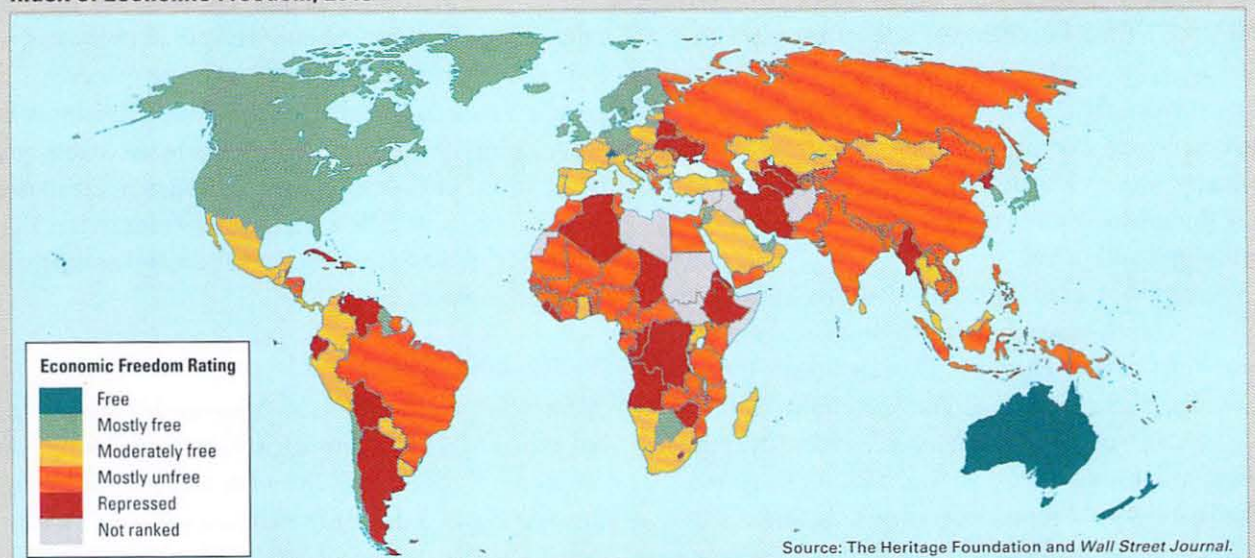 Economic Freedom Rating
Free
Mostly free
Moderately free
Mostly unfree
Repressed
Not ranked
Source: The Heritage Foundation and Wall Street Journal.